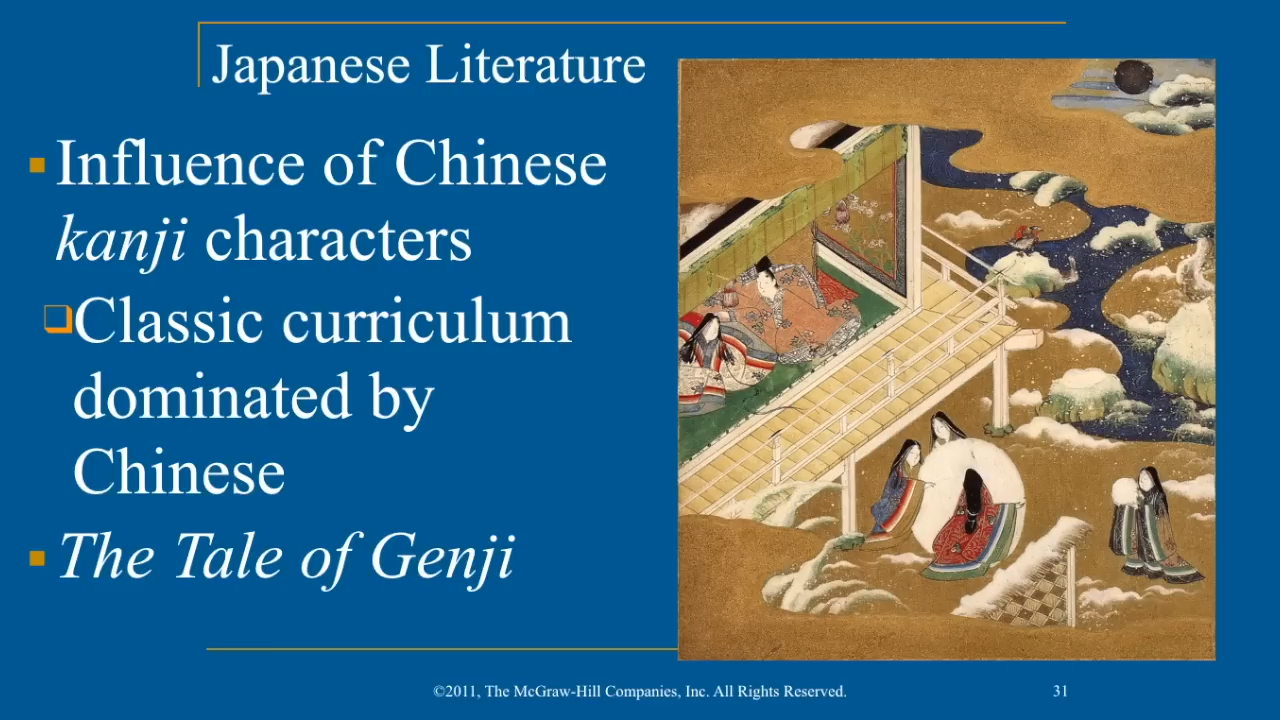 Japanese Literature
Influence of Chinese
kanji characters
Classic curriculum
dominated by
Chinese
The Tale of Genji
©2011, The McGraw-Hill Companies, Inc. All Rights Reserved.
31